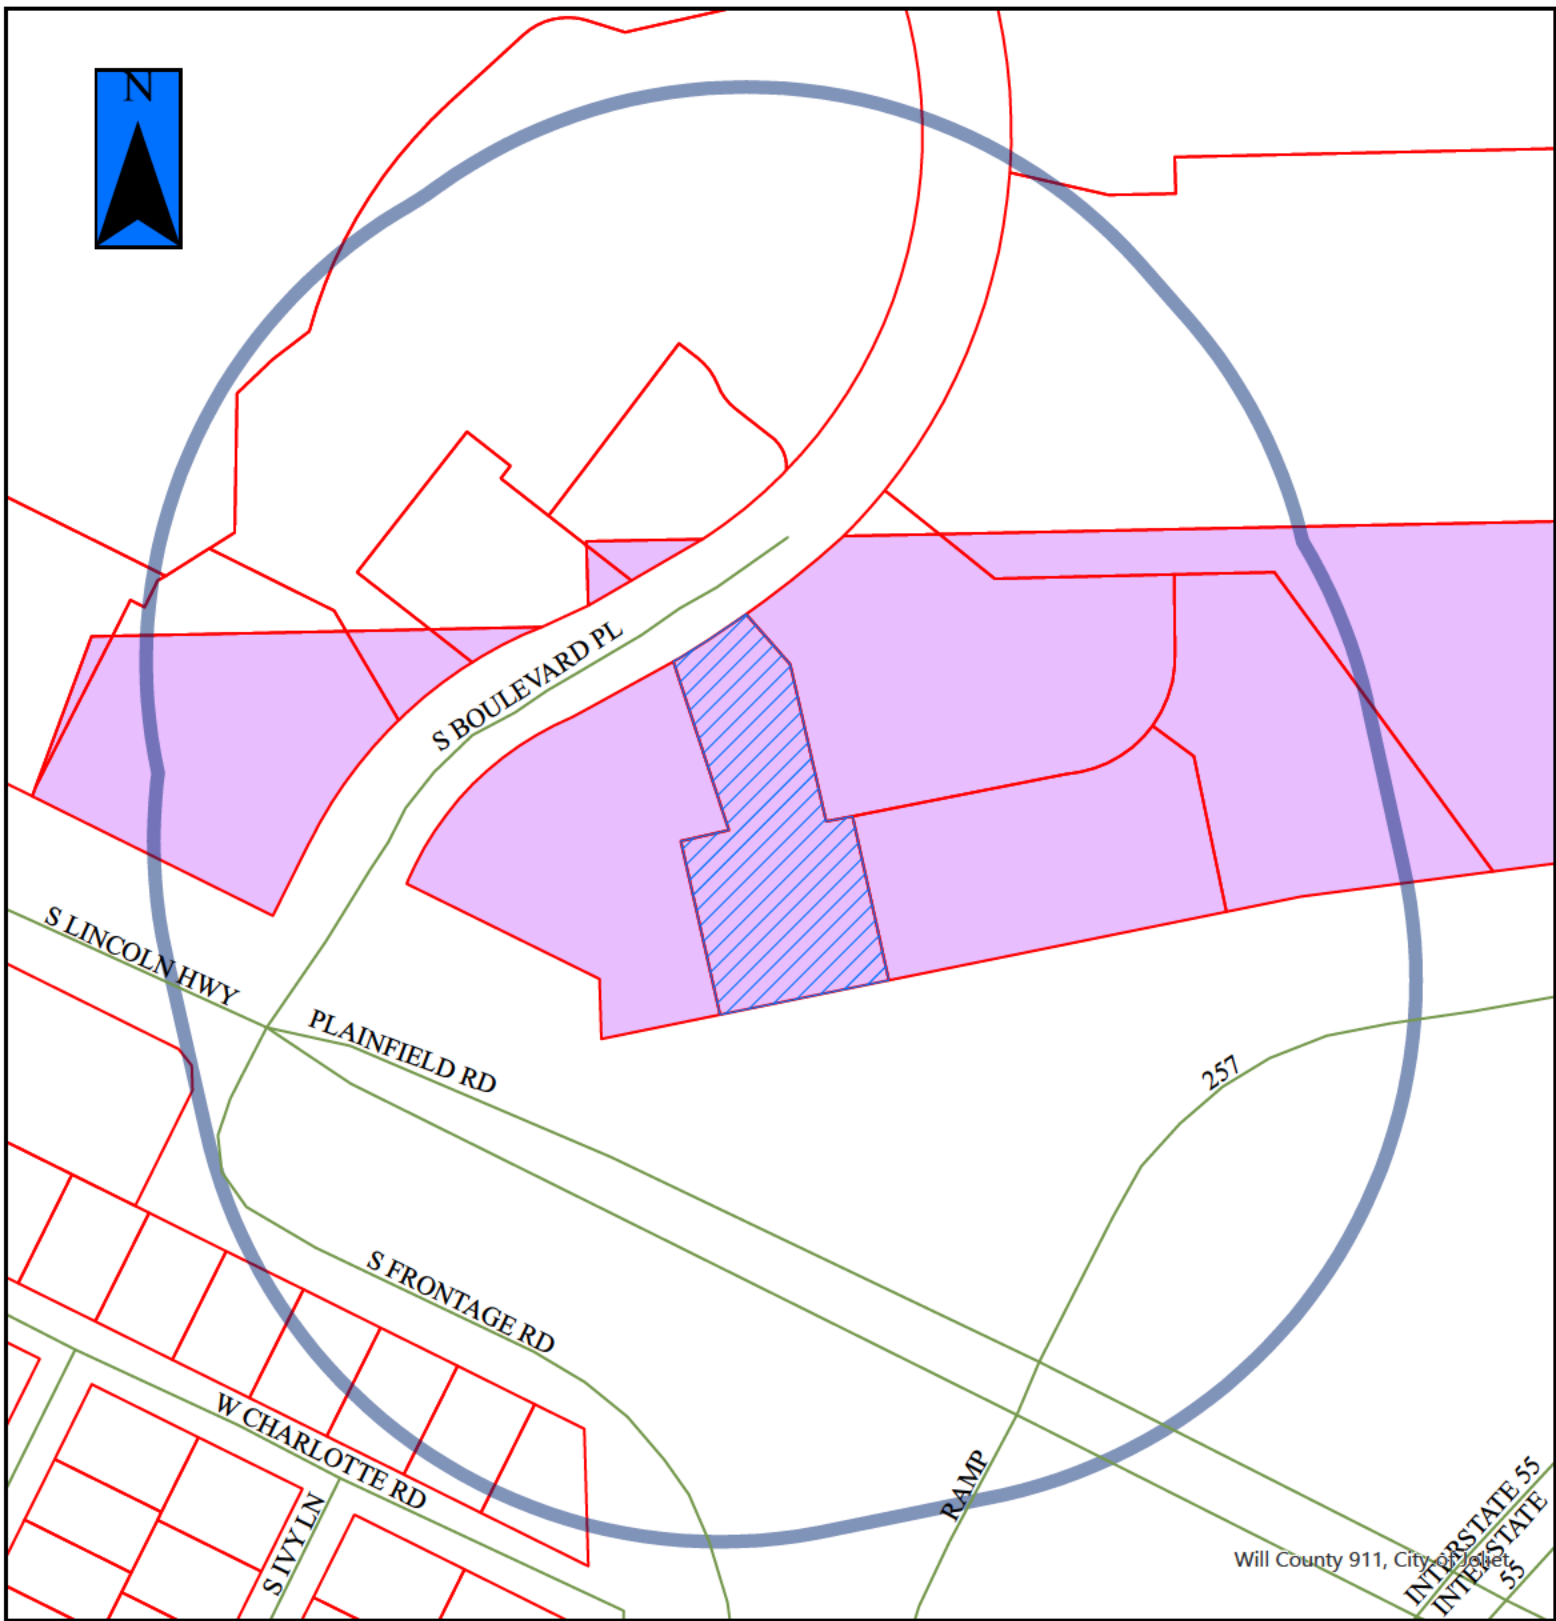 N
S BOULEVARD PL
S LINCOLN HWY
PLAINFIELD RD
257
S FRONTAGE RD
W CHARLOTTE RD
S IVY LN
RAMP
INTERSTATE 55
INTERSTATE
55
Will County 911, City of Joliet